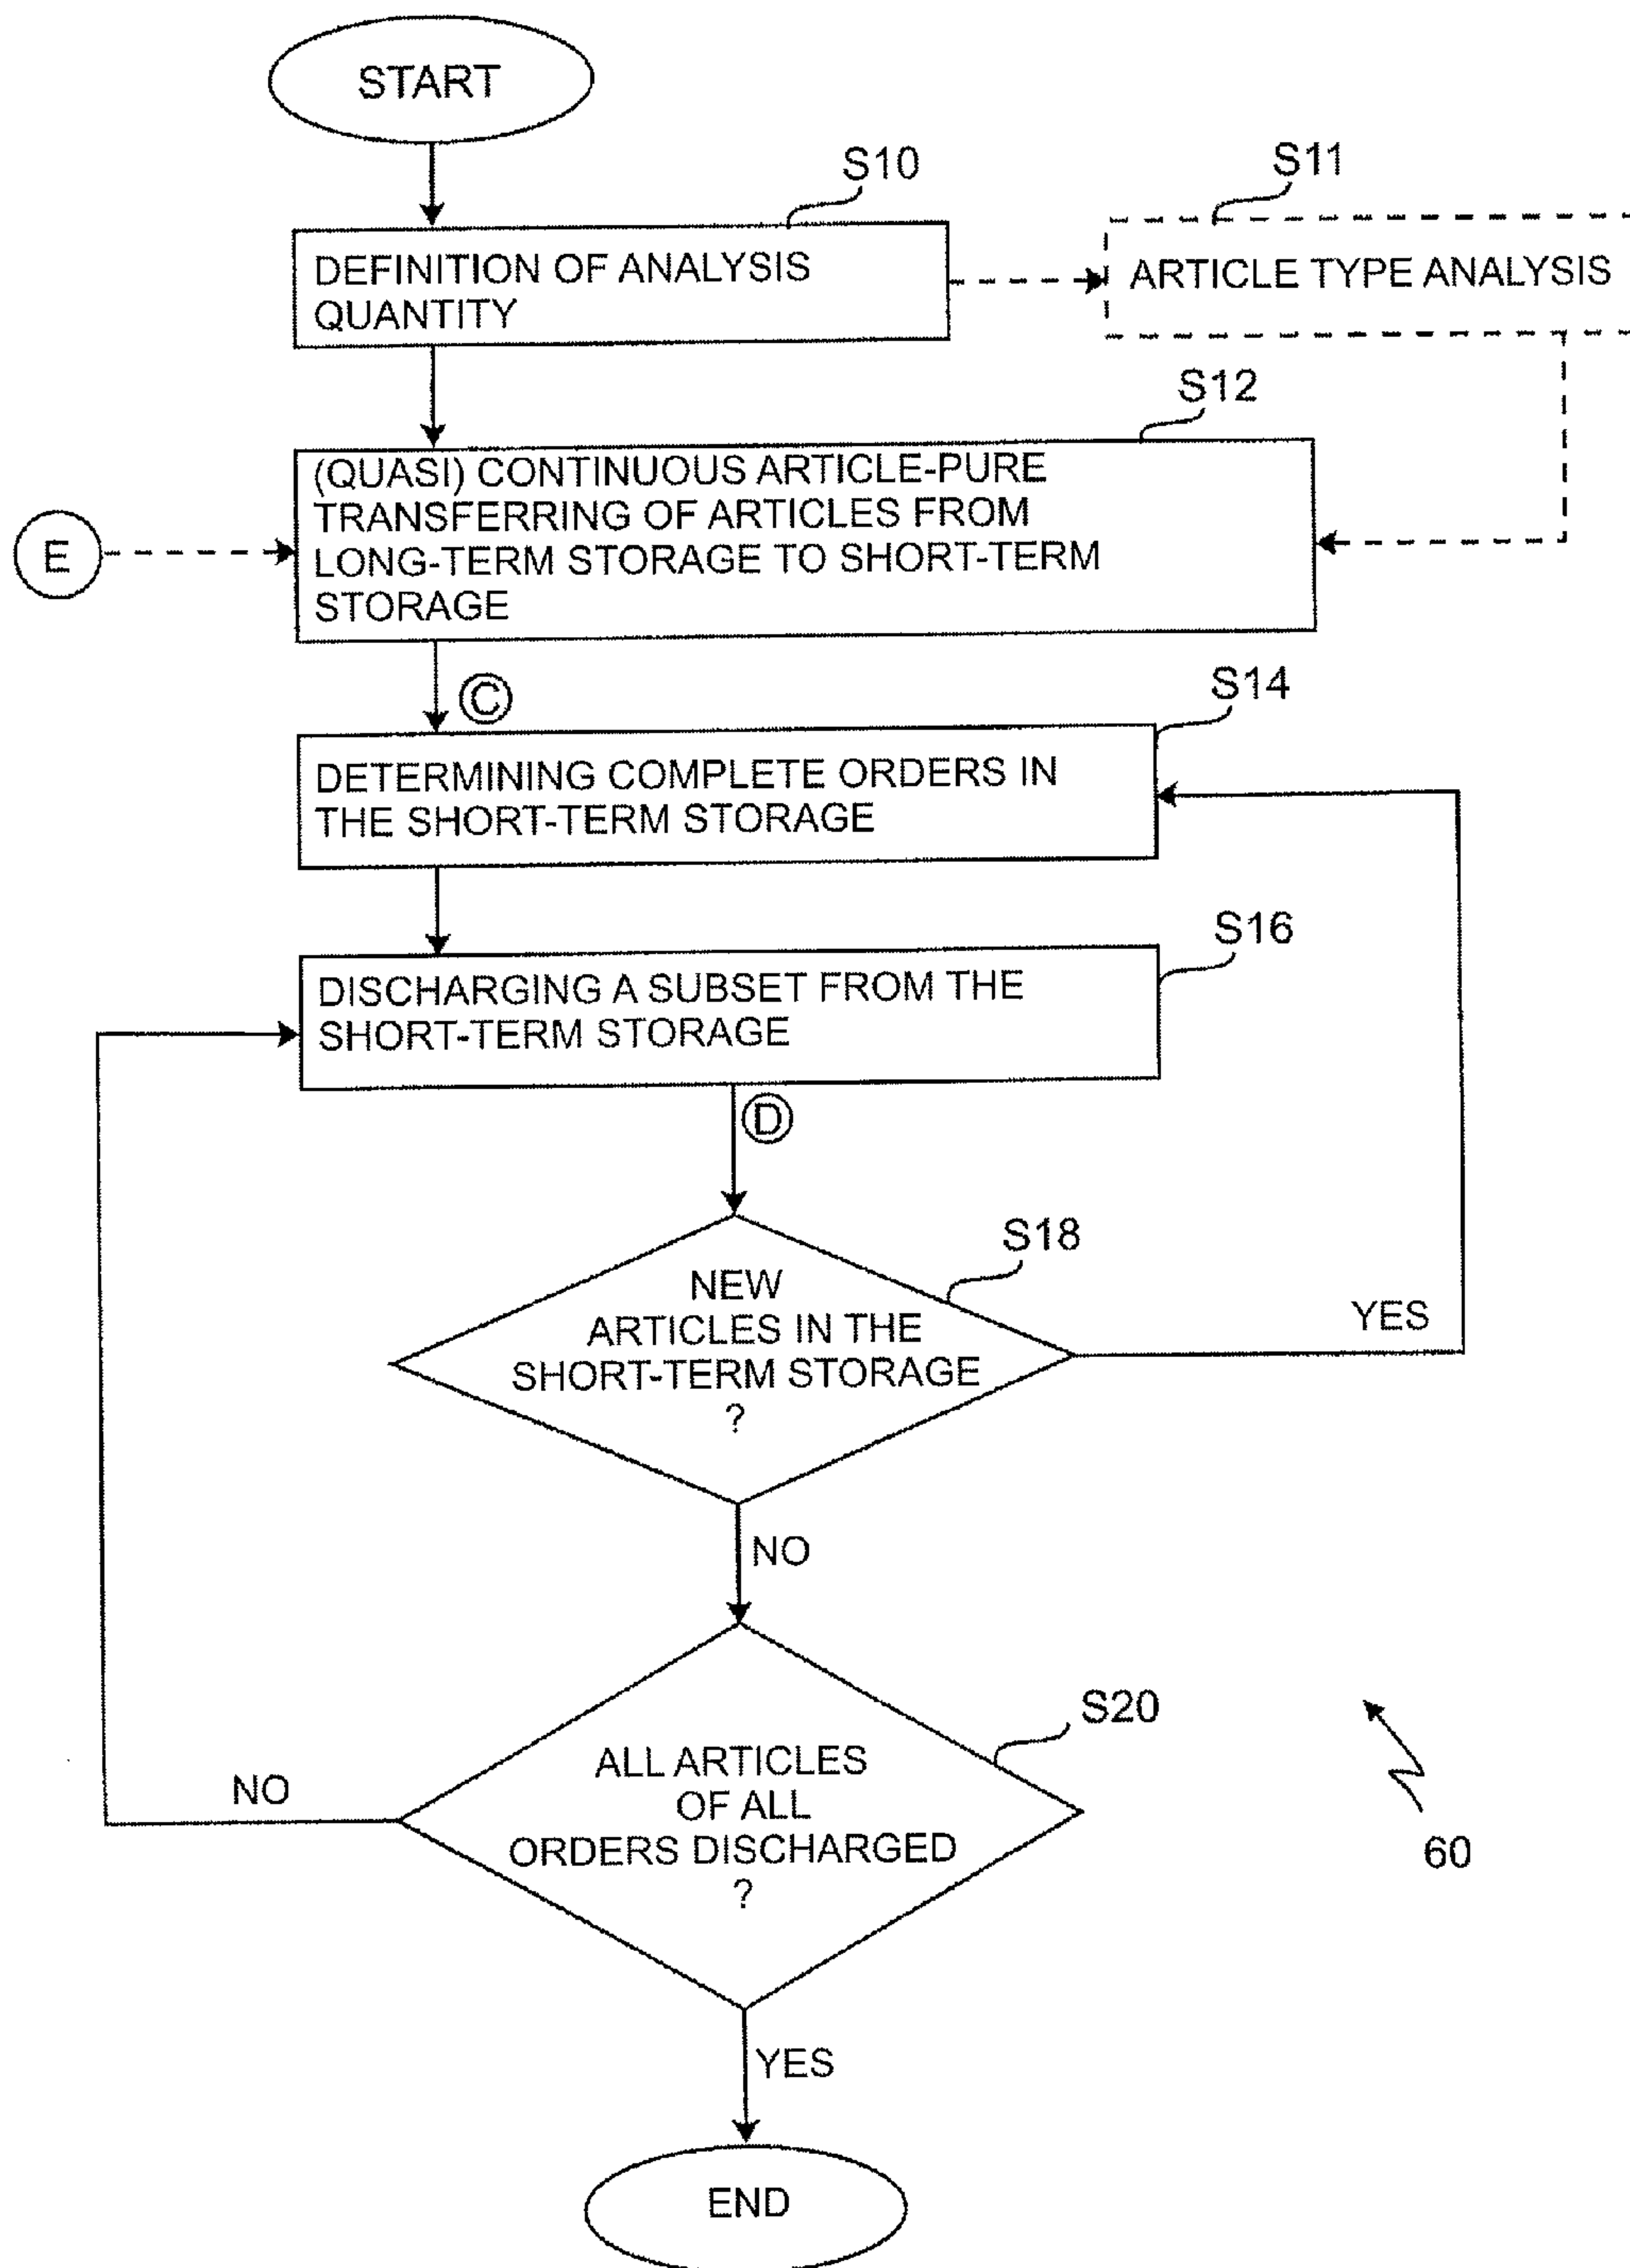 START
S10
S11
DEFINITION OF ANALYSIS
QUANTITY
ARTICLE TYPE ANALYSIS
S12
(QUASI) CONTINUOUS ARTICLE-PURE
TRANSFERRING OF ARTICLES FROM
LONG-TERM STORAGE TO SHORT-TERM
STORAGE
E
C
S14
DETERMINING COMPLETE ORDERS IN
THE SHORT-TERM STORAGE
S16
DISCHARGING A SUBSET FROM THE
SHORT-TERM STORAGE
D
S18
NEW
ARTICLES IN THE
SHORT-TERM STORAGE
?
YES
NO
S20
ALL ARTICLES
OF ALL
ORDERS DISCHARGED
?
NO
60
YES
END